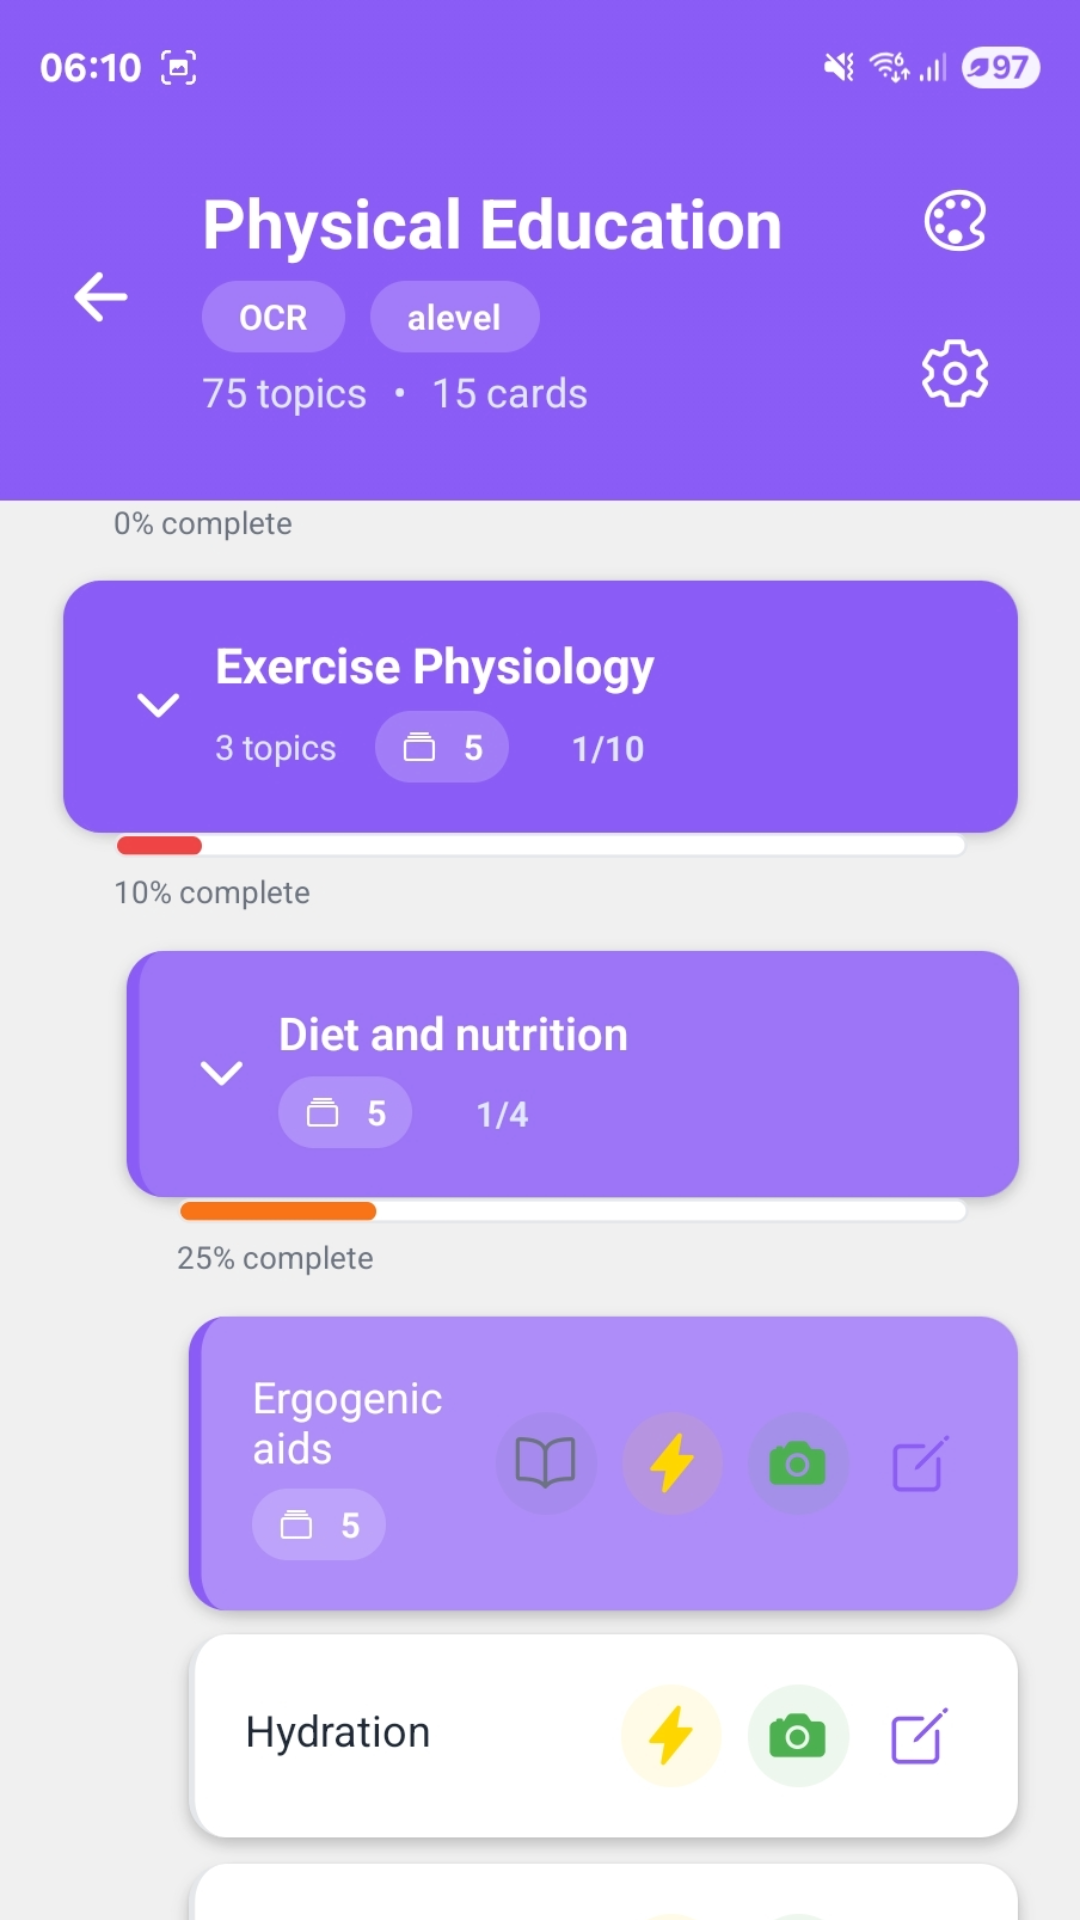 06:10
97
Physical Education
OCR alevel
75 topics • 15 cards
0% complete
Exercise Physiology
3 topics 5 1/10
10% complete
Diet and nutrition
5 1/4
25% complete
Ergogenic
aids
5
Hydration